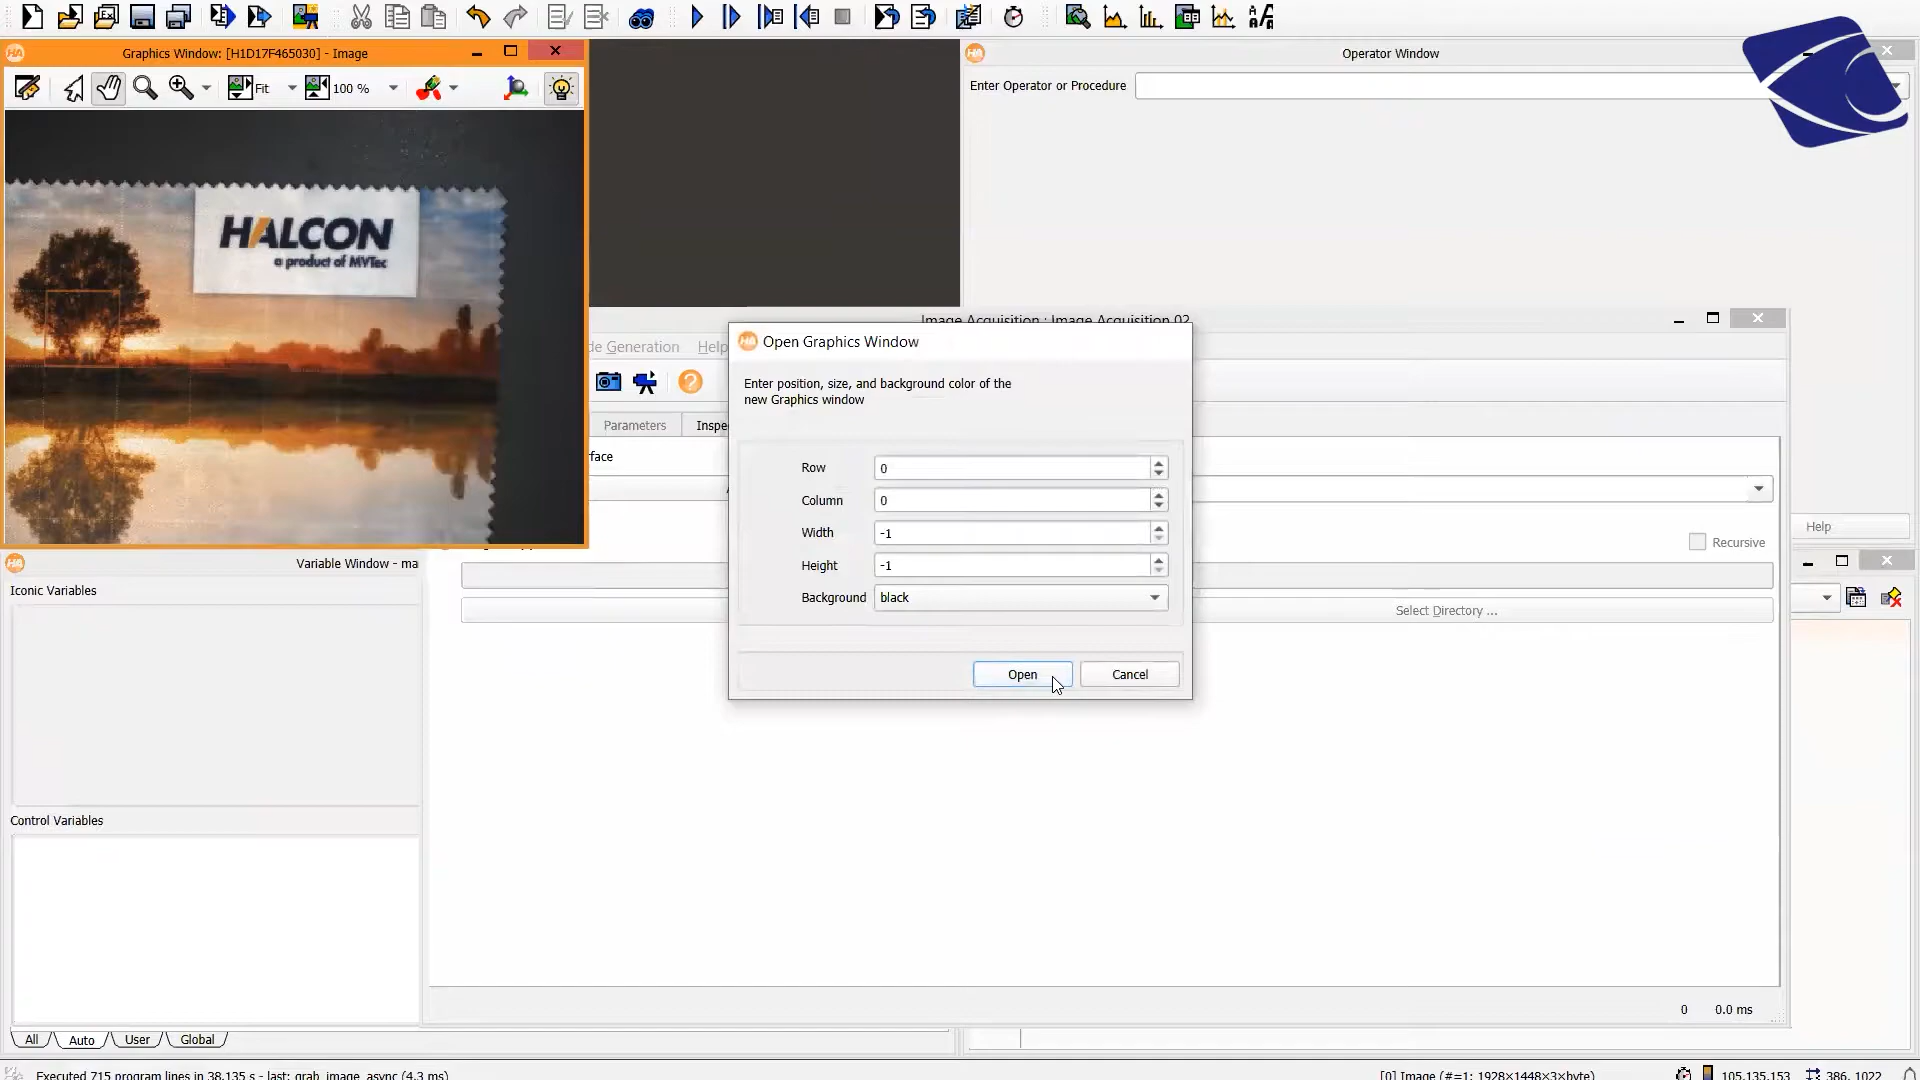 Graphics Window: [H1D17F465030] - Image
Operator Window
Fit
100 %
Enter Operator or Procedure
HALCON
a product of MVTec
Image Acquisition : Image Acquisition 02
de Generation
Help
Open Graphics Window
Enter position, size, and background color of the
new Graphics window
Parameters
Inspe
face
Row
0
Column
0
Width
-1
Height
-1
Background
black
Open
Cancel
Help
Recursive
Select Directory ...
Variable Window - ma
Iconic Variables
Control Variables
0
0.0 ms
All
Auto
User
Global
Executed 715 program lines in 38.135 s - last: grab_image_async (4.3 ms)
[0] Image (#=1: 1928×1448×3×byte)
105,135,153
386, 1022